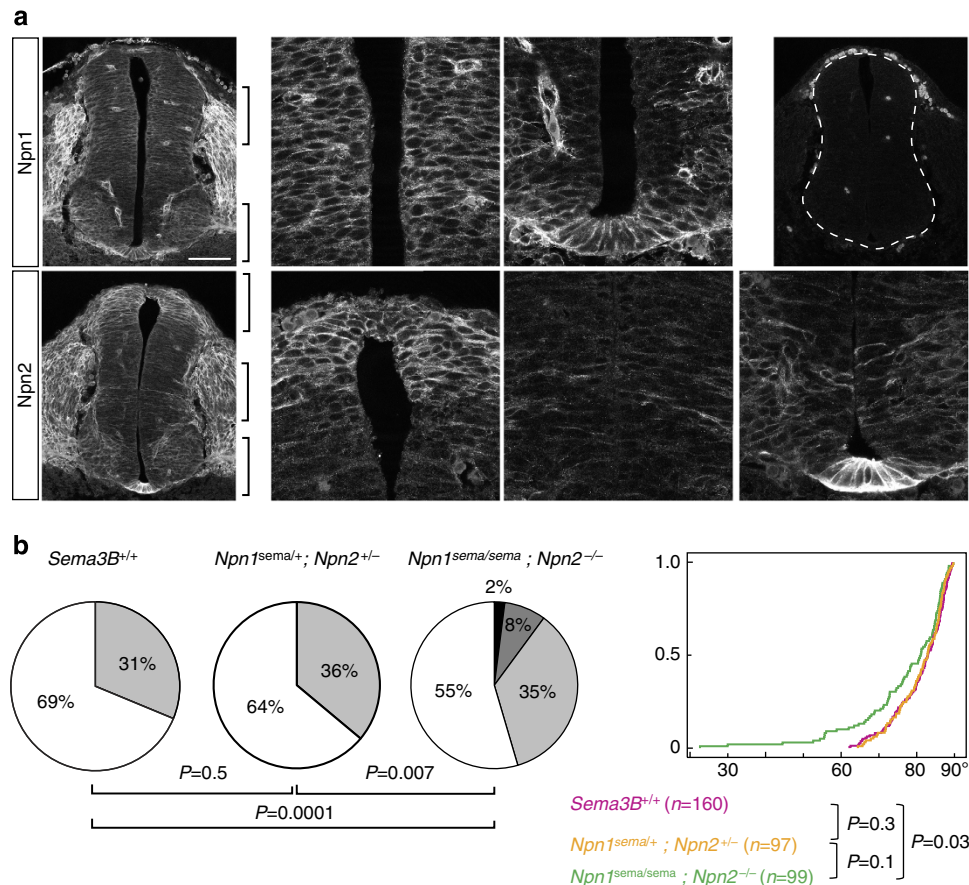 a
Npn1
Npn2
b
Sema3B+/+
Npn1sema/+; Npn2+/−
Npn1sema/sema ; Npn2−/−
31%
69%
36%
64%
2%
8%
35%
55%
P=0.5
P=0.007
P=0.0001
1.0
0.5
0
30
60
80
90°
Sema3B+/+ (n=160)
Npn1sema/+ ; Npn2+/− (n=97)
Npn1sema/sema ; Npn2−/− (n=99)
P=0.3
P=0.1
P=0.03